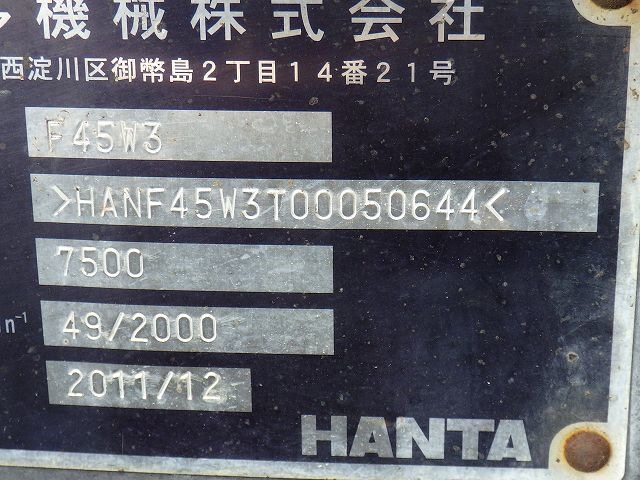 機械株式会社
西淀川区御幣島2丁目14番21号
F45W3
>HANF45W3T00050644<
7500
n⁻¹ 49/2000
2011/12
HANTA